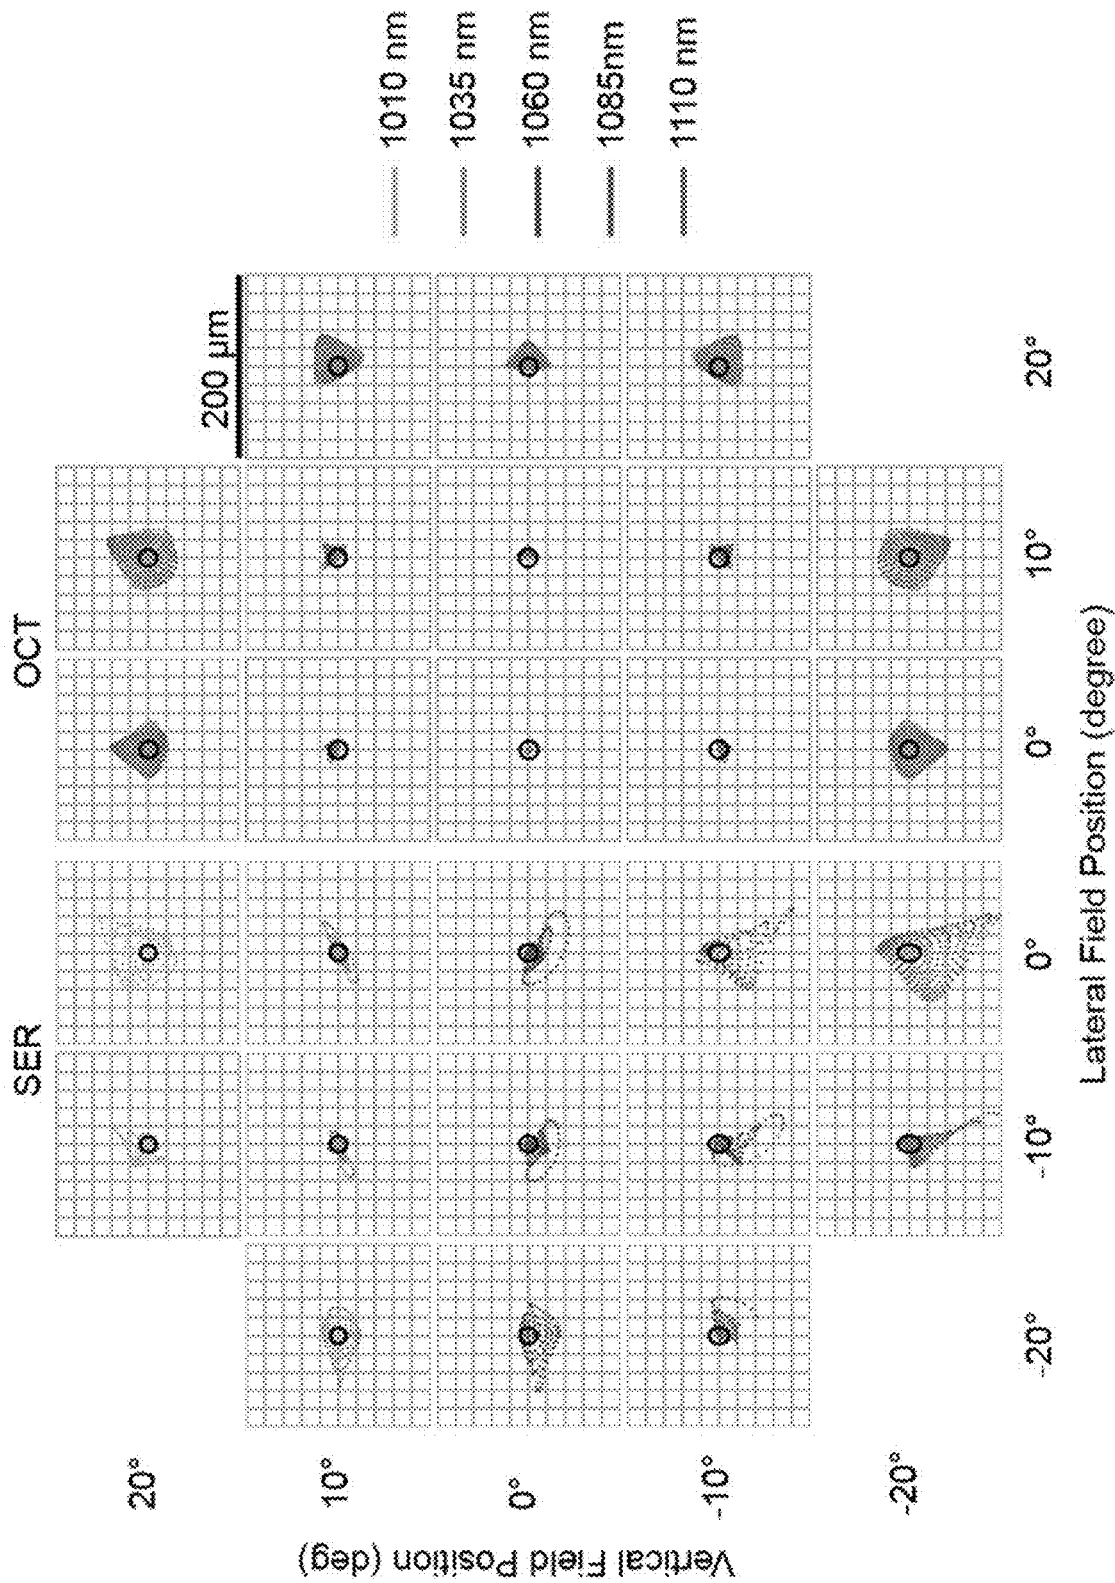 SER
OCT
200 µm
1010 nm
1035 nm
1060 nm
1085nm
1110 nm
Vertical Field Position (deg)
20°
10°
0°
-10°
-20°
-20°
-10°
0°
0°
10°
20°
Lateral Field Position (degree)